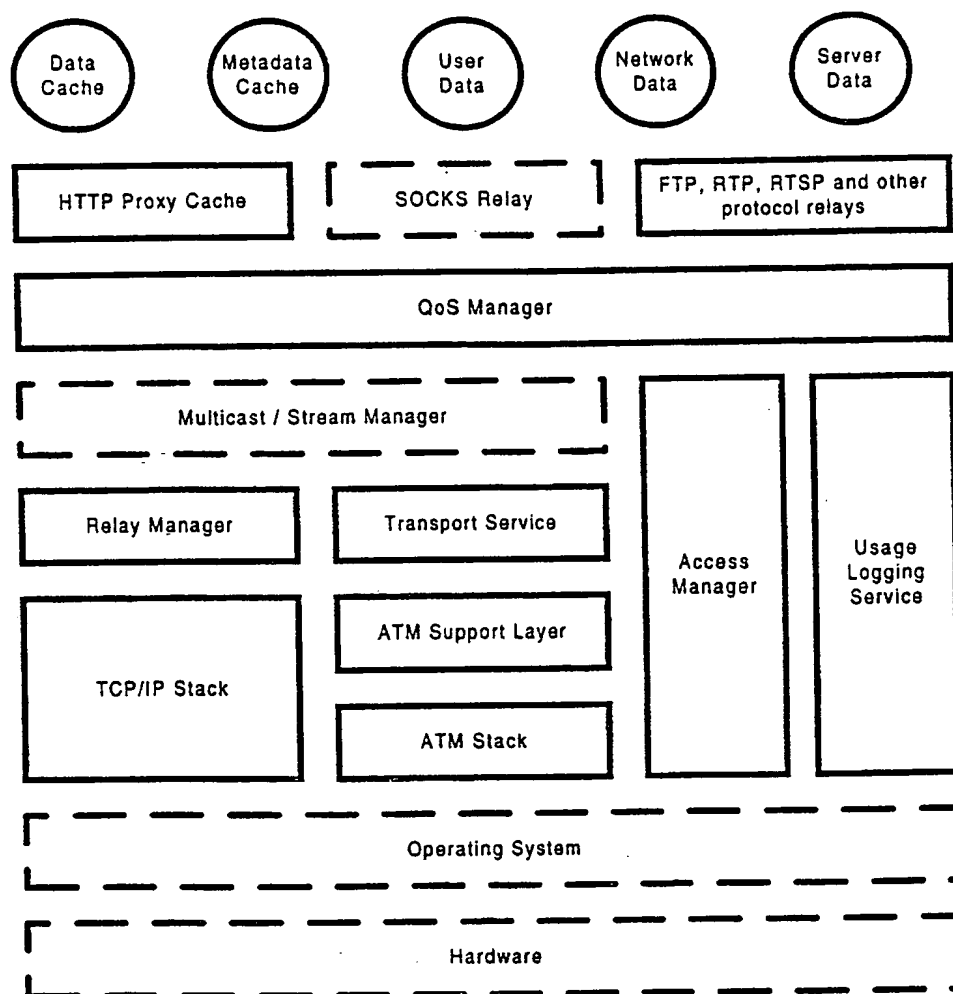 Data
Cache
Metadata
Cache
User
Data
Network
Data
Server
Data
HTTP Proxy Cache
SOCKS Relay
FTP, RTP, RTSP and other
protocol relays
QoS Manager
Multicast / Stream Manager
Relay Manager
Transport Service
Access
Manager
Usage
Logging
Service
TCP/IP Stack
ATM Support Layer
ATM Stack
Operating System
Hardware